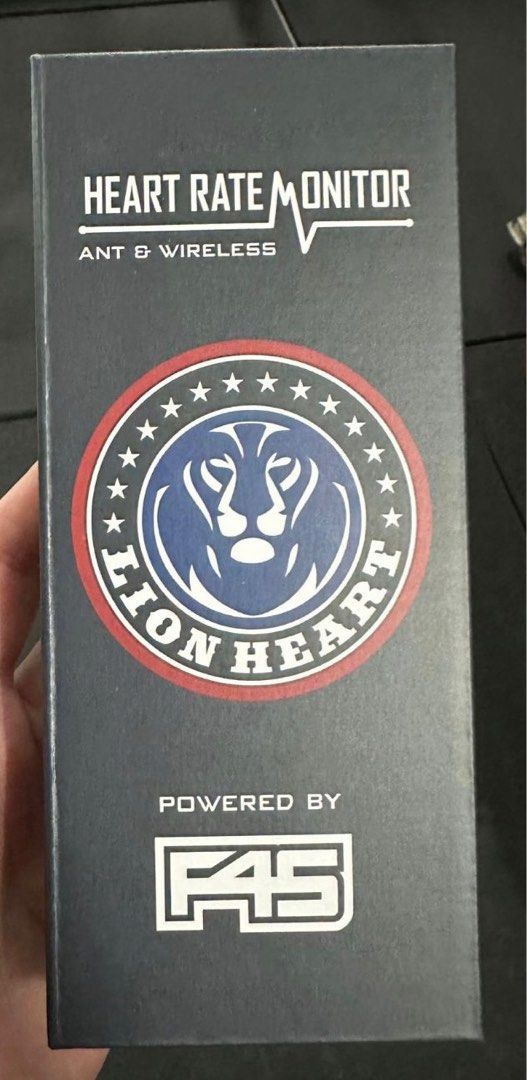 HEART RATE MONITOR
ANT & WIRELESS
LION HEART
POWERED BY
F45